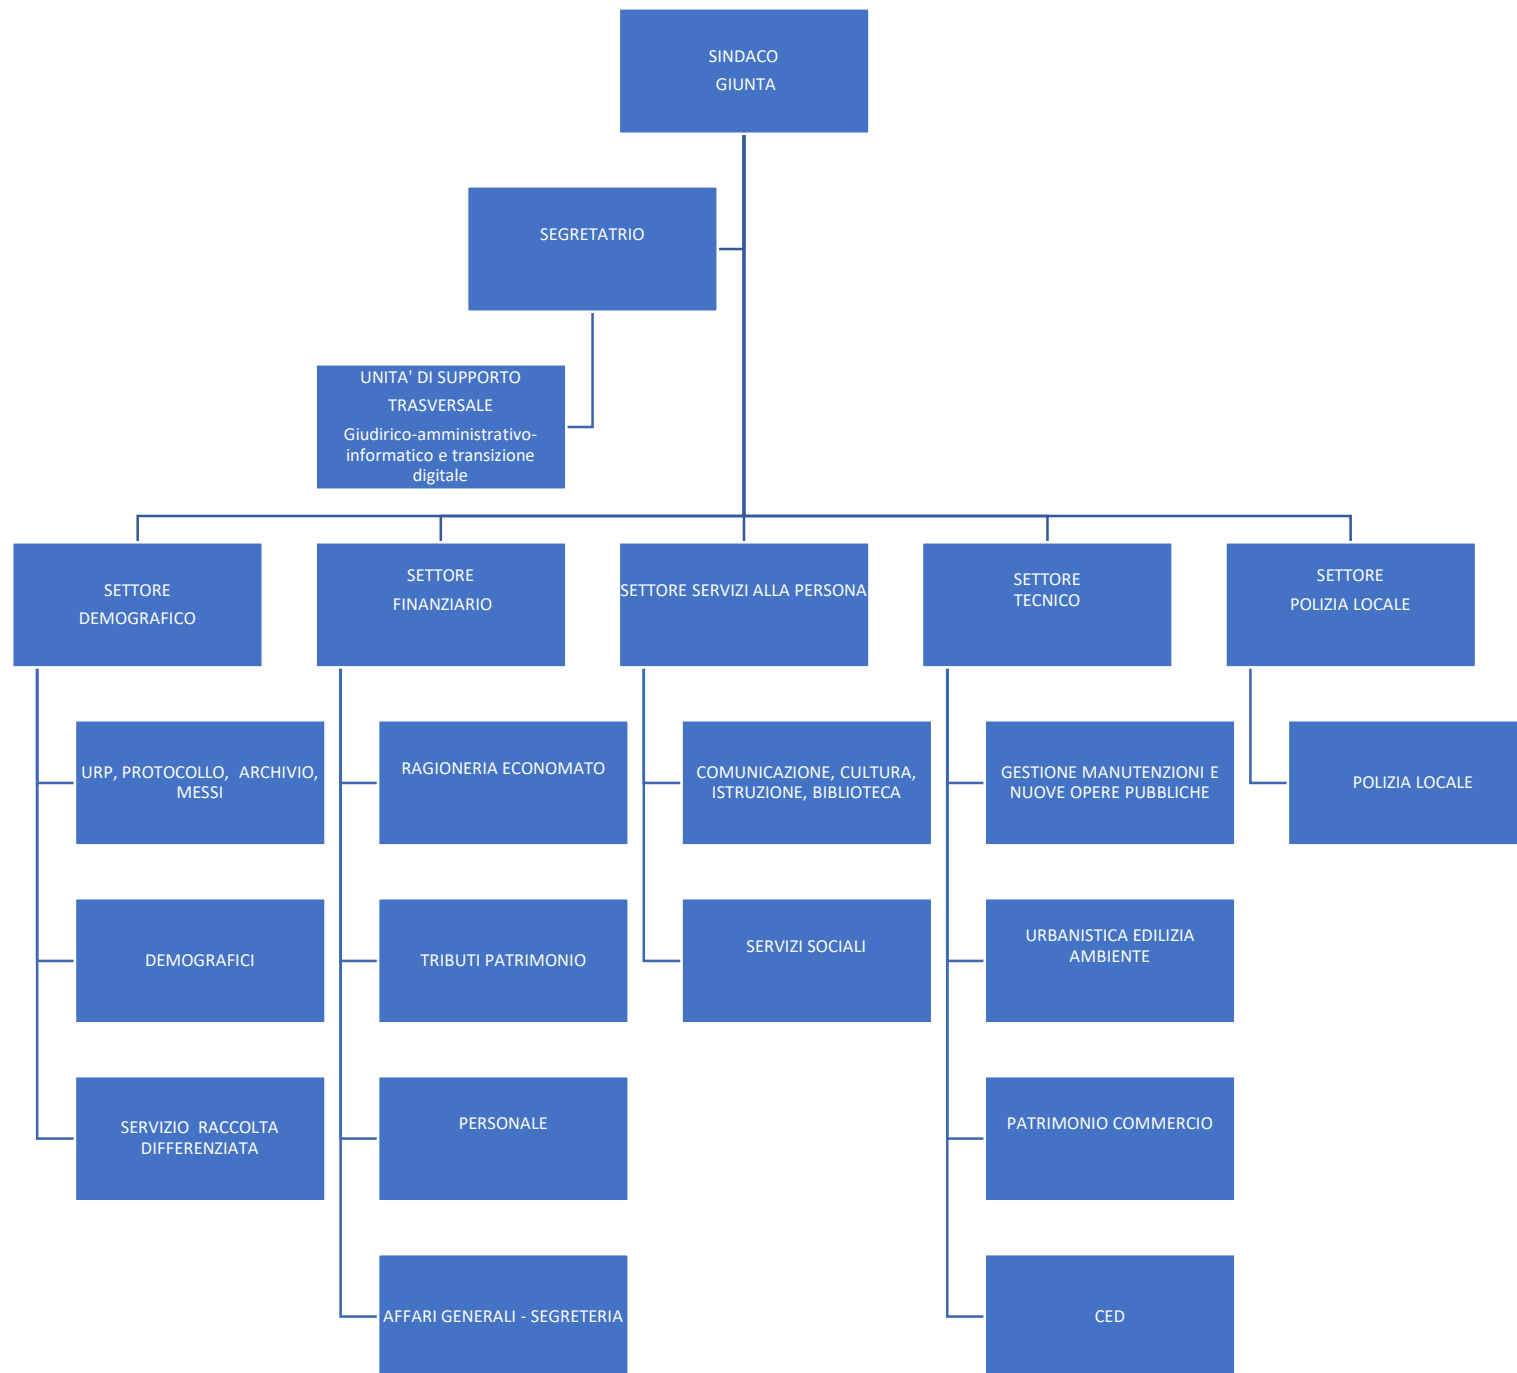 SINDACO
GIUNTA
SEGRETATRIO
UNITA' DI SUPPORTO
TRASVERSALE
Giudirico-amministrativo-
informatico e transizione
digitale
SETTORE
DEMOGRAFICO
SETTORE
FINANZIARIO
SETTORE SERVIZI ALLA PERSONA
SETTORE
TECNICO
SETTORE
POLIZIA LOCALE
URP, PROTOCOLLO, ARCHIVIO,
MESSI
RAGIONERIA ECONOMATO
COMUNICAZIONE, CULTURA,
ISTRUZIONE, BIBLIOTECA
GESTIONE MANUTENZIONI E
NUOVE OPERE PUBBLICHE
POLIZIA LOCALE
DEMOGRAFICI
TRIBUTI PATRIMONIO
SERVIZI SOCIALI
URBANISTICA EDILIZIA
AMBIENTE
SERVIZIO RACCOLTA
DIFFERENZIATA
PERSONALE
PATRIMONIO COMMERCIO
AFFARI GENERALI - SEGRETERIA
CED